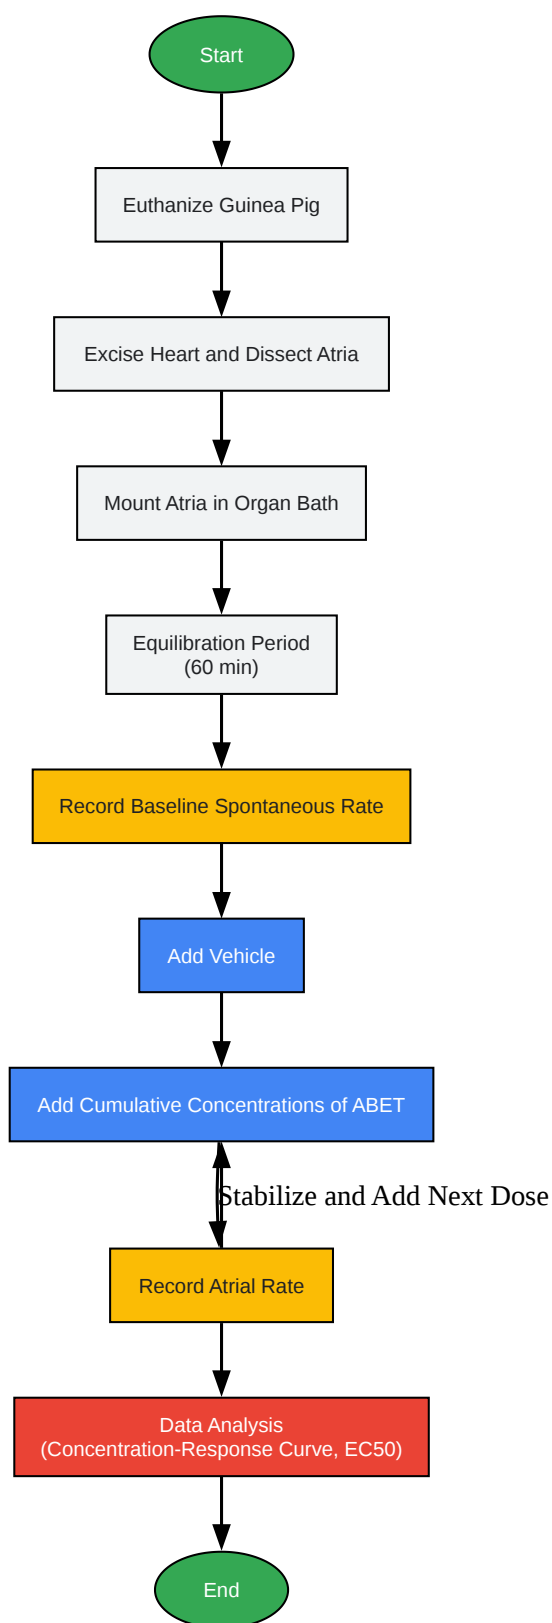 Start
Euthanize Guinea Pig
Excise Heart and Dissect Atria
Mount Atria in Organ Bath
Equilibration Period
(60 min)
Record Baseline Spontaneous Rate
Add Vehicle
Add Cumulative Concentrations of ABET
Stabilize and Add Next Dose
Record Atrial Rate
Data Analysis
(Concentration-Response Curve, EC50)
End